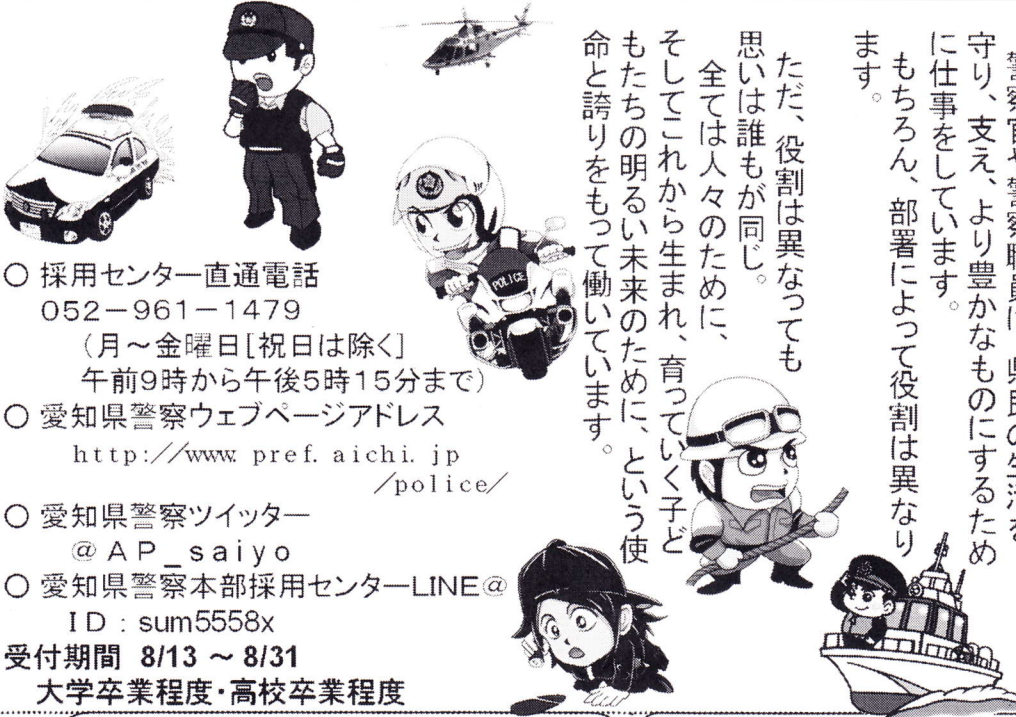 守り、支え、より豊かなものにするため
に仕事をしています。
もちろん、部署によって役割は異なり
ます。
ただ、役割は異なっても
思いは誰もが同じ。
全ては人々のために、
そしてこれから生まれ、育っていく子ど
もたちの明るい未来のために、という使
命と誇りをもって働いています。
POLICE
〇 採用センター直通電話
052－961－1479
（月～金曜日[祝日は除く]
午前9時から午後5時15分まで）
〇 愛知県警察ウェブページアドレス
http://www.pref.aichi.jp
/police/
〇 愛知県警察ツイッター
@AP_saiyo
〇 愛知県警察本部採用センターLINE@
ID：sum5558x
受付期間 8/13 ～ 8/31
大学卒業程度・高校卒業程度